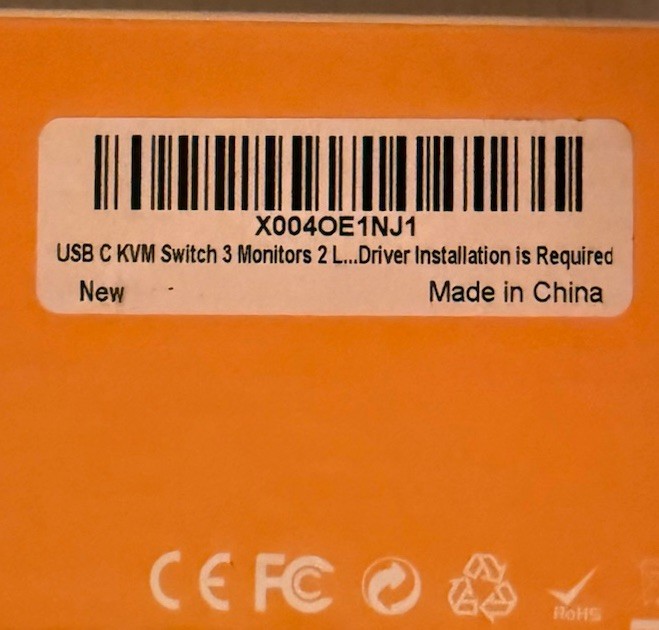 X004OE1NJ1
USB C KVM Switch 3 Monitors 2 L...Driver Installation is Required
New -
Made in China
CE FC RoHS